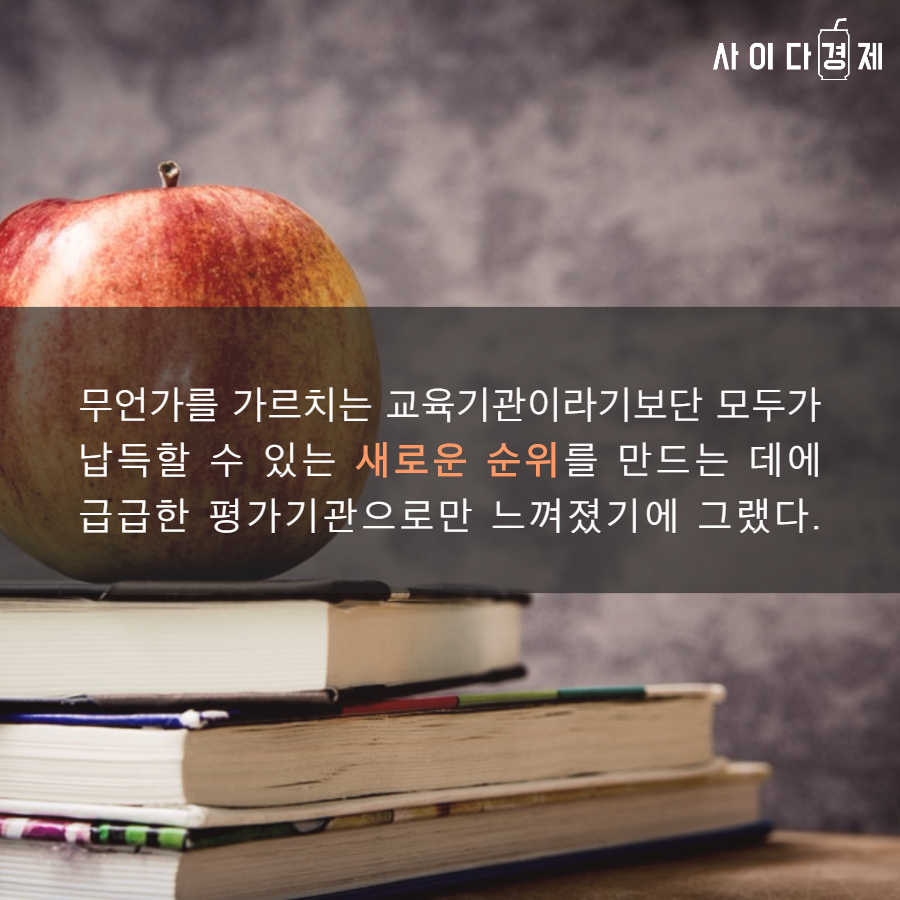 사이다경제
무언가를 가르치는 교육기관이라기보단 모두가
납득할 수 있는 새로운 순위를 만드는 데에
급급한 평가기관으로만 느껴졌기에 그랬다.